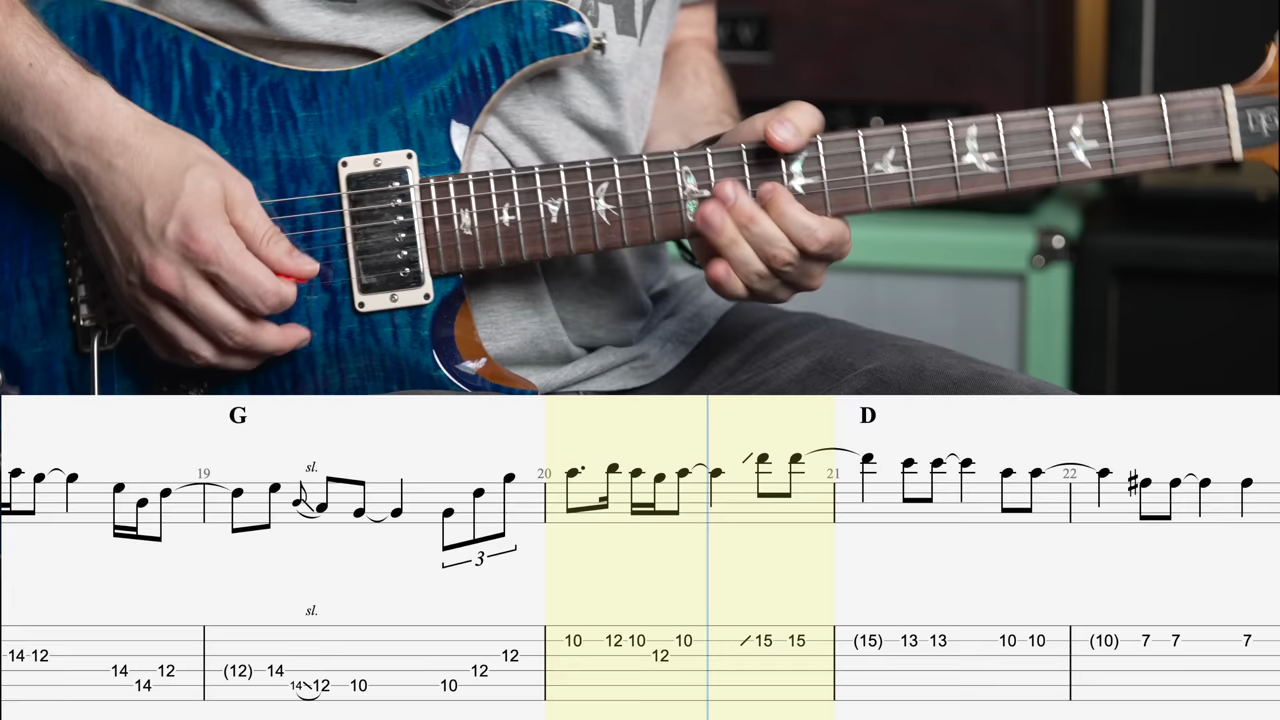 G D
19 sl. 20 21 22
3
sl.
10 12 10 10 15 15 (15) 13 13 10 10 (10) 7 7 7
14 12 12 12
14 12 (12) 14 12
14 14 12 10 10